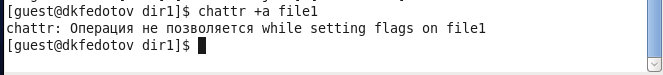 [guest@dkfedotov dir1]$ chattr +a file1
chattr: Операция не позволяется while setting flags on file1
[guest@dkfedotov dir1]$